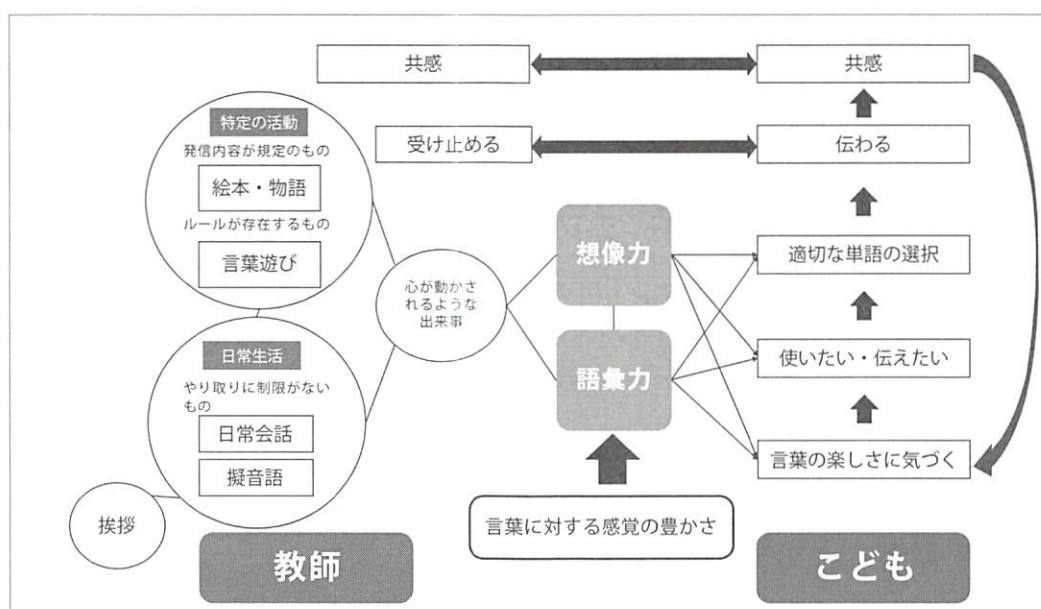 共感
共感
特定の活動
発信内容が規定のもの
絵本・物語
ルールが存在するもの
言葉遊び
受け止める
伝わる
心が動かさ
れるような
出来事
想像力
語彙力
適切な単語の選択
使いたい・伝えたい
言葉の楽しさに気づく
日常生活
やり取りに制限がない
もの
日常会話
擬音語
挨拶
言葉に対する感覚の豊かさ
教師
こども